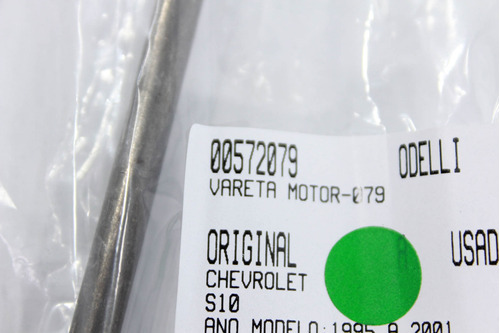 00572079 ODELLI
VARETA MOTOR-079
ORIGINAL USAD
CHEVROLET
S10
ANO MODELO:1995 A 2001